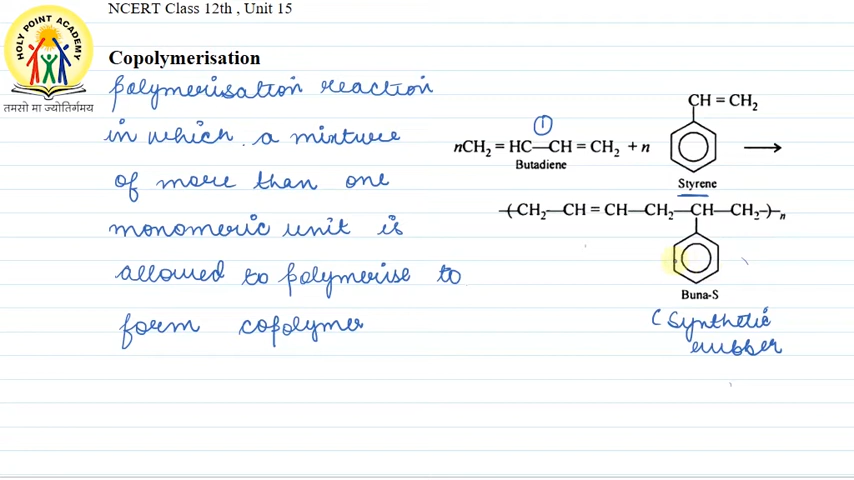 NCERT Class 12th , Unit 15
HOLY POINT ACADEMY
तमसो मा ज्योतिर्गमय
Copolymerisation
polymerisation reaction
in which a mixture
of more than one
monomeric unit is
allowed to polymerise to
form copolymer
①
CH = CH₂
nCH₂ = HC—CH = CH₂ + n ⟶
Butadiene
Styrene
—(CH₂—CH = CH—CH₂—CH—CH₂—)n
Buna-S
( Synthetic
rubber